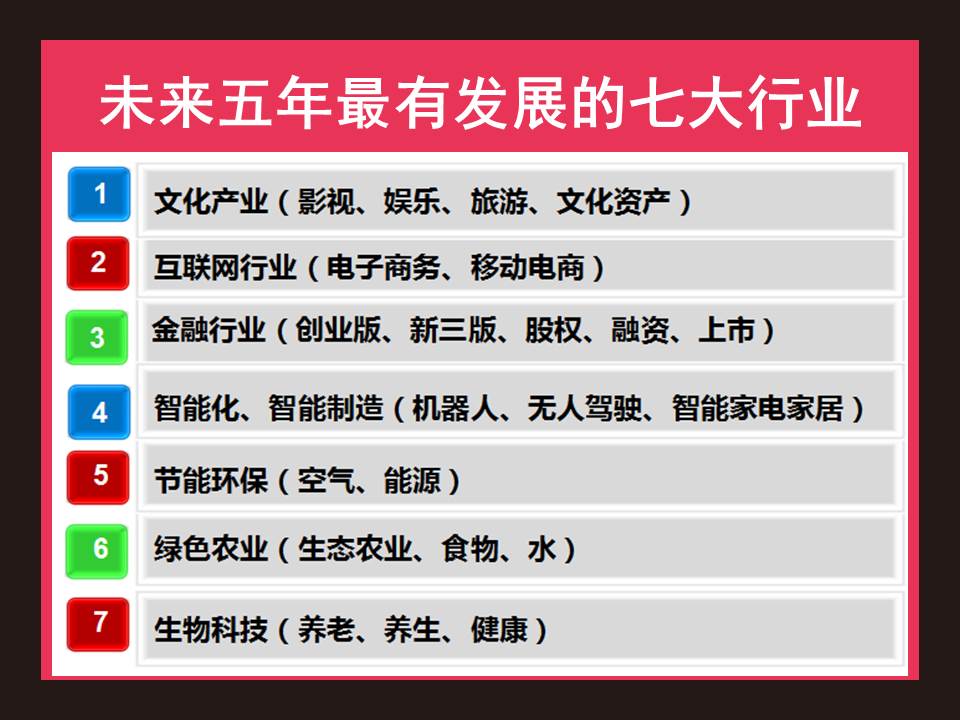 未来五年最有发展的七大行业
1 文化产业（影视、娱乐、旅游、文化资产）
2 互联网行业（电子商务、移动电商）
3 金融行业（创业版、新三版、股权、融资、上市）
4 智能化、智能制造（机器人、无人驾驶、智能家电家居）
5 节能环保（空气、能源）
6 绿色农业（生态农业、食物、水）
7 生物科技（养老、养生、健康）